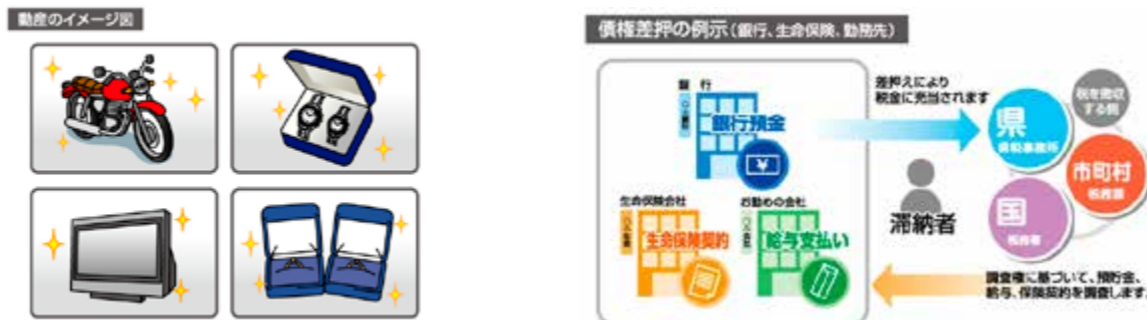 動産のイメージ図
債権差押の例示(銀行、生命保険、勤務先)
銀 行
銀行預金
¥
生命保険会社
生命保険契約
お勤めの会社
給与支払い
差押えにより
税金に充当されます
滞納者
税を徴収
する側
県
市町村
国
調査権に基づいて、預貯金、
給与、保険契約を調査します。